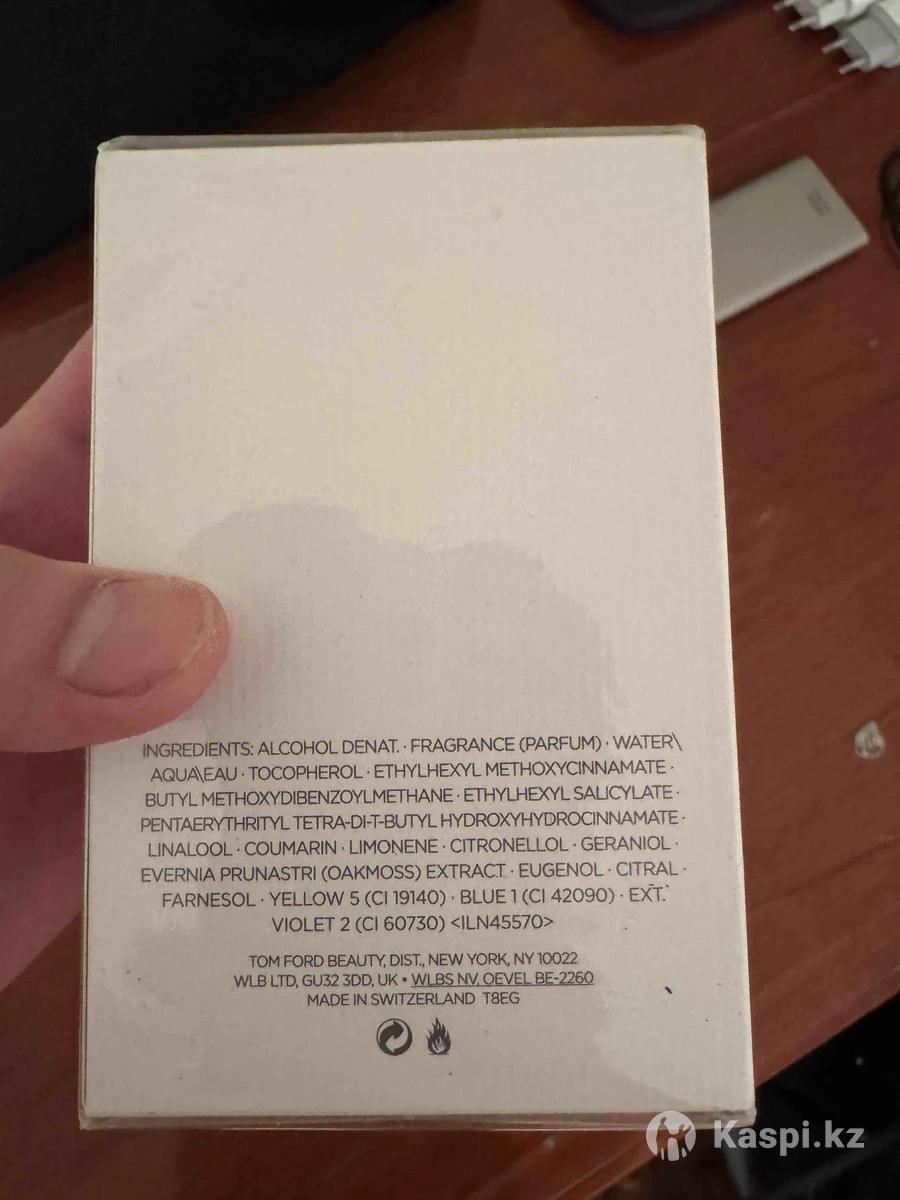 INGREDIENTS: ALCOHOL DENAT. · FRAGRANCE (PARFUM) · WATER\
AQUA\EAU · TOCOPHEROL · ETHYLHEXYL METHOXYCINNAMATE ·
BUTYL METHOXYDIBENZOYLMETHANE · ETHYLHEXYL SALICYLATE ·
PENTAERYTHRITYL TETRA-DI-T-BUTYL HYDROXYHYDROCINNAMATE ·
LINALOOL · COUMARIN · LIMONENE · CITRONELLOL · GERANIOL ·
EVERNIA PRUNASTRI (OAKMOSS) EXTRACT · EUGENOL · CITRAL ·
FARNESOL · YELLOW 5 (CI 19140) · BLUE 1 (CI 42090) · EXT.
VIOLET 2 (CI 60730) <ILN45570>
TOM FORD BEAUTY, DIST., NEW YORK, NY 10022
WLB LTD, GU32 3DD, UK • WLBS NV, OEVEL BE-2260
MADE IN SWITZERLAND T8EG
Kaspi.kz